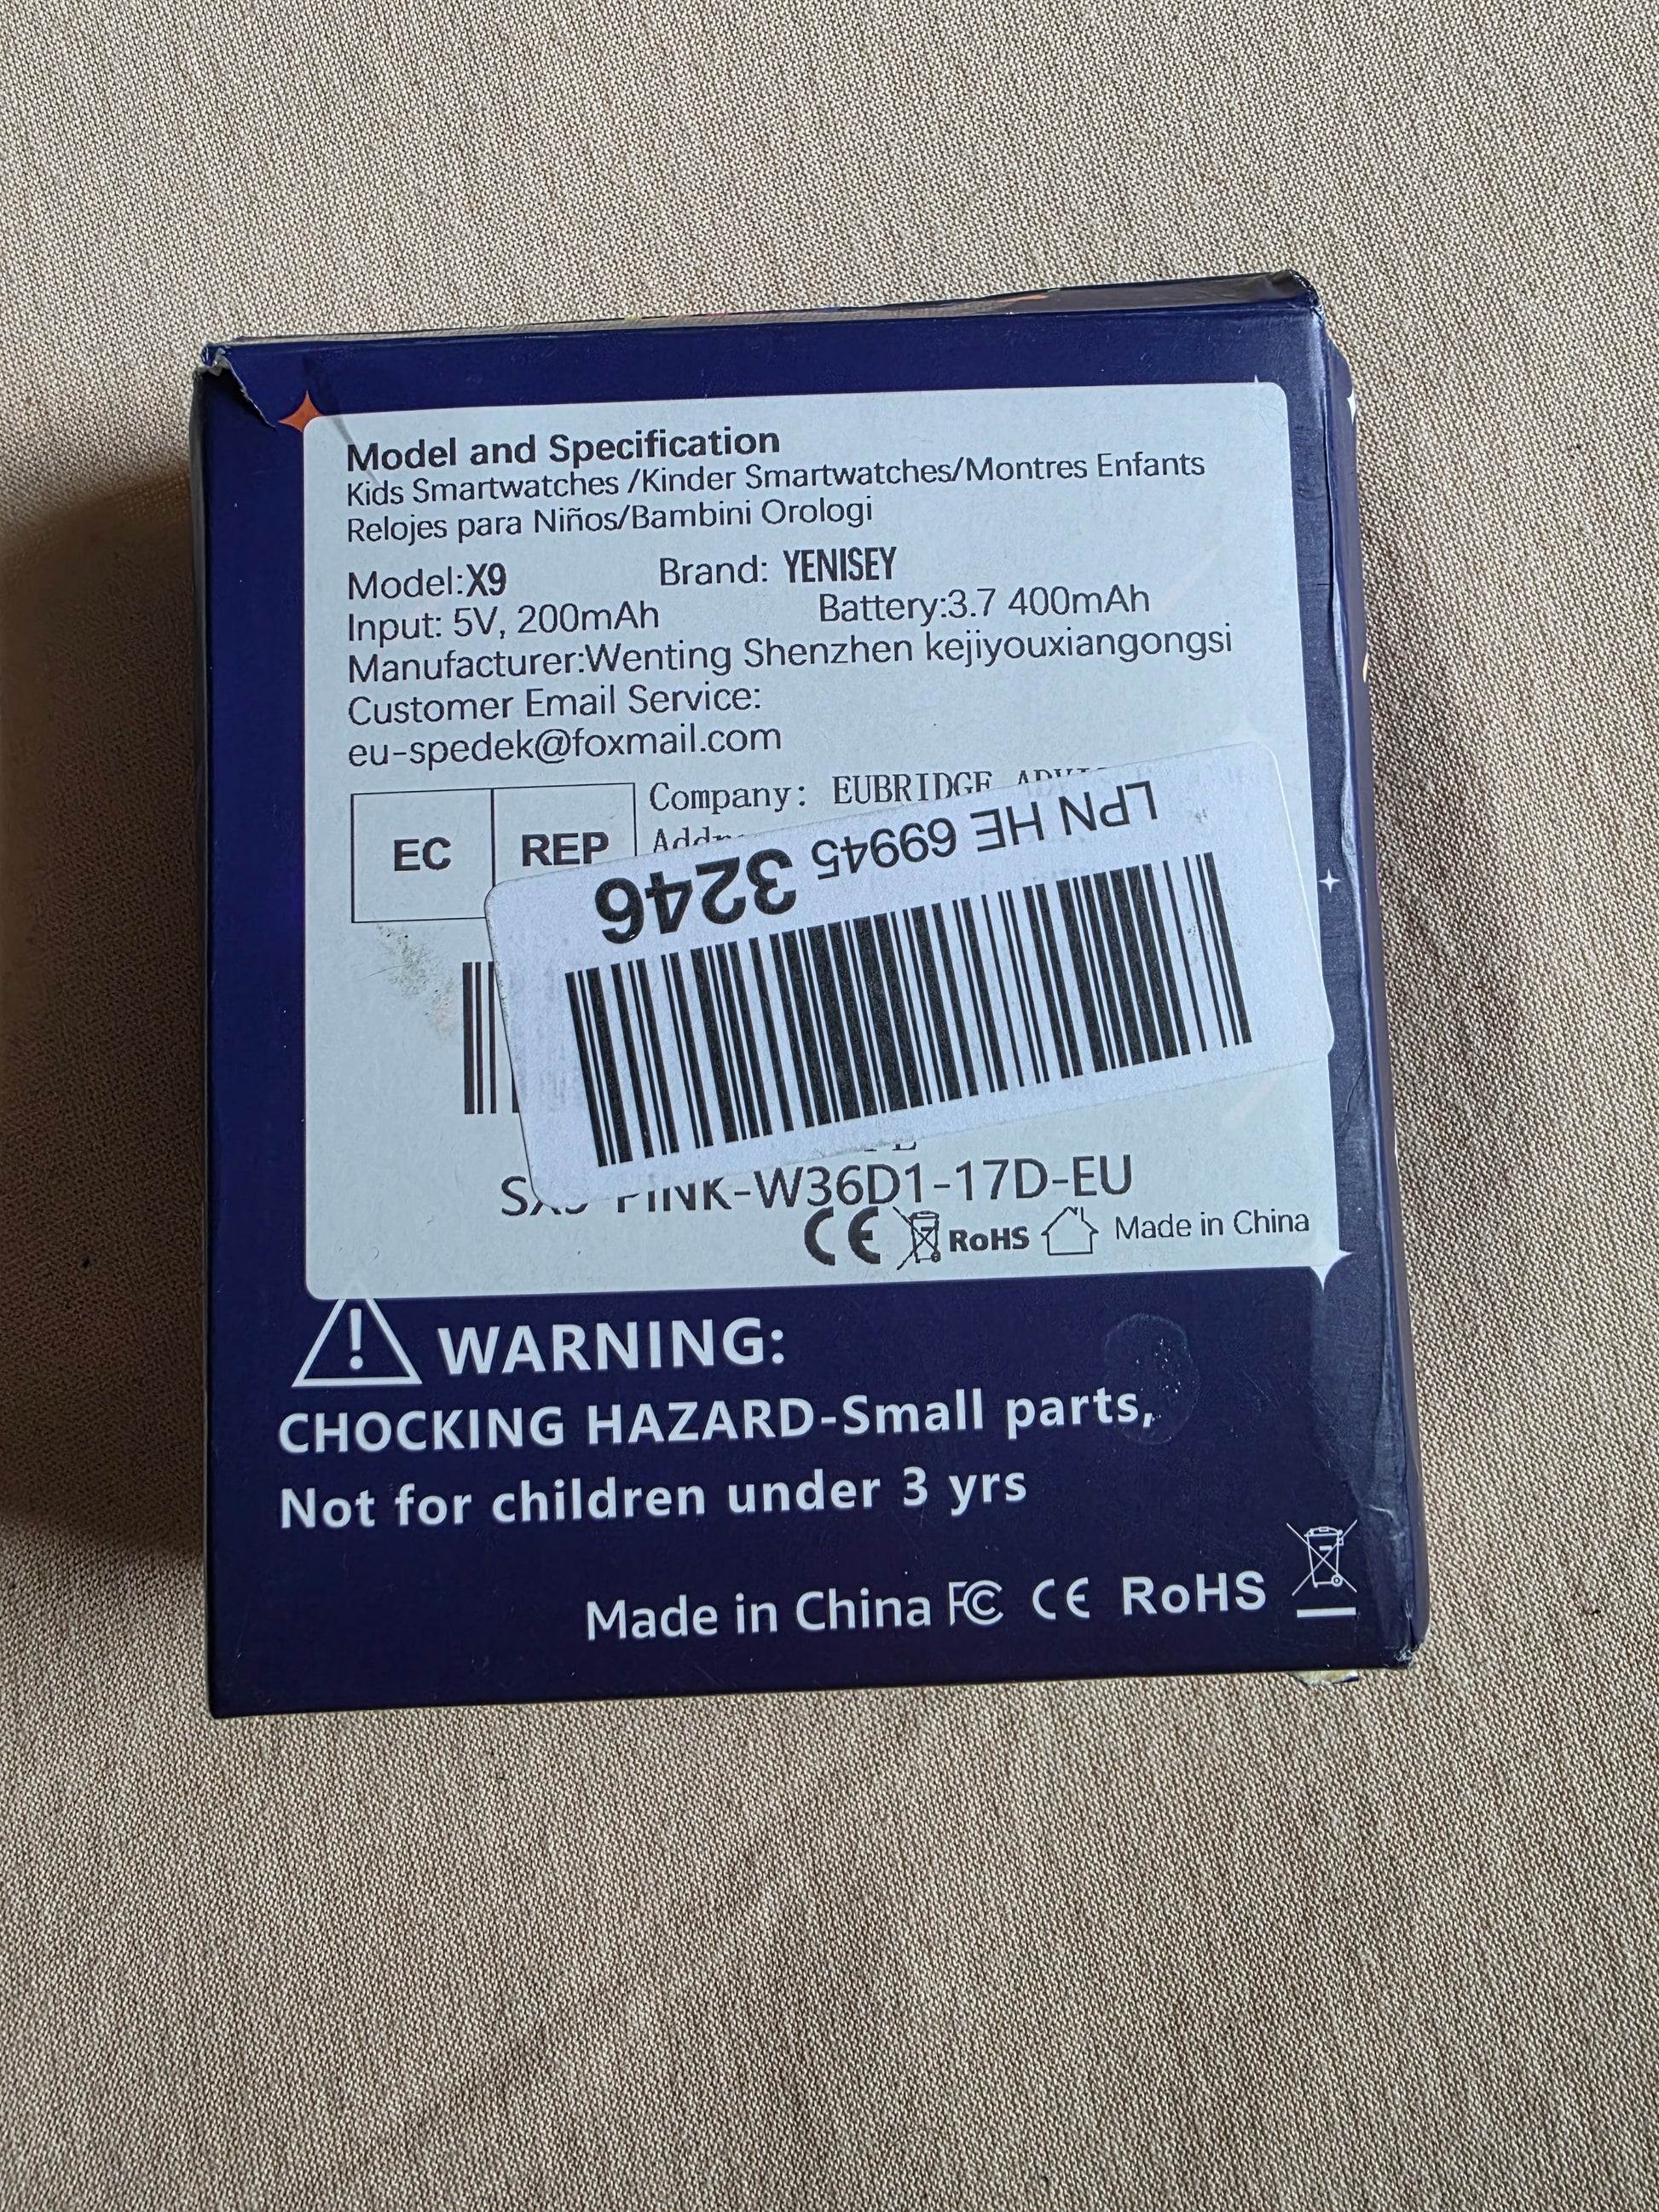 Model and Specification
Kids Smartwatches /Kinder Smartwatches/Montres Enfants
Relojes para Niños/Bambini Orologi
Model:X9 Brand: YENISEY
Input: 5V, 200mAh Battery:3.7 400mAh
Manufacturer:Wenting Shenzhen kejiyouxiangongsi
Customer Email Service:
eu-spedek@foxmail.com
EC REP
Company: EUBRIDGE
LPN HE 69945 3246
PINK-W36D1-17D-EU
CE RoHS Made in China
WARNING:
CHOCKING HAZARD-Small parts,
Not for children under 3 yrs
Made in China FC CE RoHS